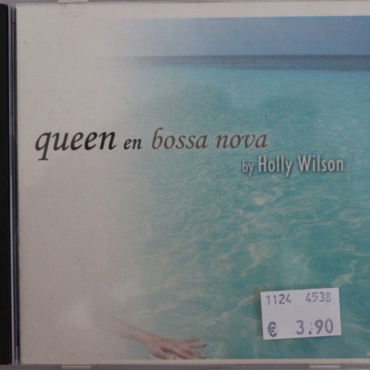 queen en bossa nova
by Holly Wilson
1124 4538
€ 3.90